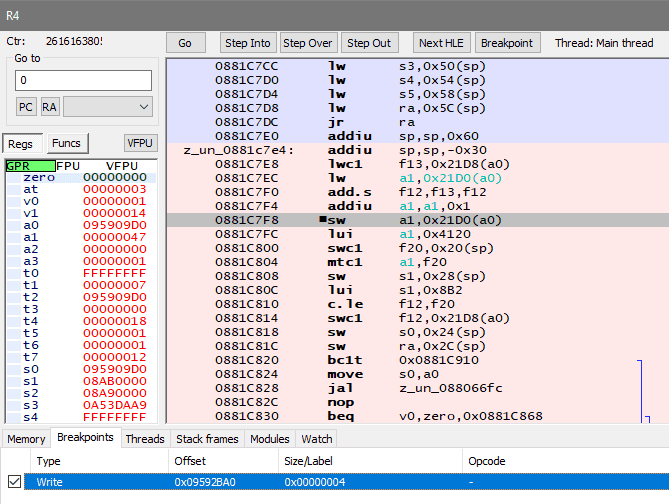 R4
Ctr: 261616380!
Go Step Into Step Over Step Out Next HLE Breakpoint Thread: Main thread
Go to
0
PC RA
Regs Funcs VFPU
GPR FPU VFPU
zero 00000000
at 00000003
v0 00000001
v1 00000014
a0 095909D0
a1 00000047
a2 00000001
a3 00000001
t0 FFFFFFFF
t1 00000007
t2 095909D0
t3 00000000
t4 00000018
t5 00000001
t6 00000001
t7 00000012
s0 095909D0
s1 08AB0000
s2 08A90000
s3 0A53DAA9
s4 FFFFFFFF
0881C7CC lw s3,0x50(sp)
0881C7D0 lw s4,0x54(sp)
0881C7D4 lw s5,0x58(sp)
0881C7D8 lw ra,0x5C(sp)
0881C7DC jr ra
0881C7E0 addiu sp,sp,0x60
z_un_0881c7e4: addiu sp,sp,-0x30
0881C7E8 lwc1 f13,0x21D8(a0)
0881C7EC lw a1,0x21D0(a0)
0881C7F0 add.s f12,f13,f12
0881C7F4 addiu a1,a1,0x1
0881C7F8 ■sw a1,0x21D0(a0)
0881C7FC lui a1,0x4120
0881C800 swc1 f20,0x20(sp)
0881C804 mtc1 a1,f20
0881C808 sw s1,0x28(sp)
0881C80C lui s1,0x8B2
0881C810 c.le f12,f20
0881C814 swc1 f12,0x21D8(a0)
0881C818 sw s0,0x24(sp)
0881C81C sw ra,0x2C(sp)
0881C820 bc1t 0x0881C910
0881C824 move s0,a0
0881C828 jal z_un_088066fc
0881C82C nop
0881C830 beq v0,zero,0x0881C868
Memory Breakpoints Threads Stack frames Modules Watch
Type Offset Size/Label Opcode
Write 0x09592BA0 0x00000004 -